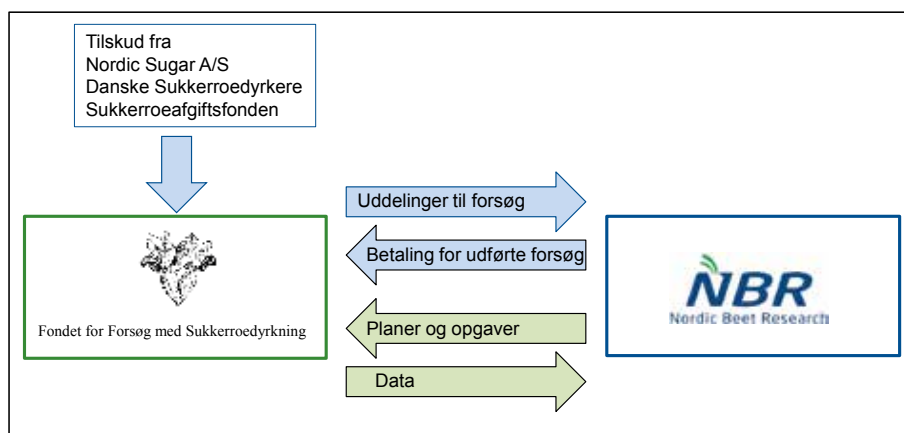 Tilskud fra
Nordic Sugar A/S
Danske Sukkerroedyrkere
Sukkerroeafgiftsfonden
Uddelinger til forsøg
Betaling for udførte forsøg
Fondet for Forsøg med Sukkerroedyrkning
NBR
Nordic Beet Research
Planer og opgaver
Data